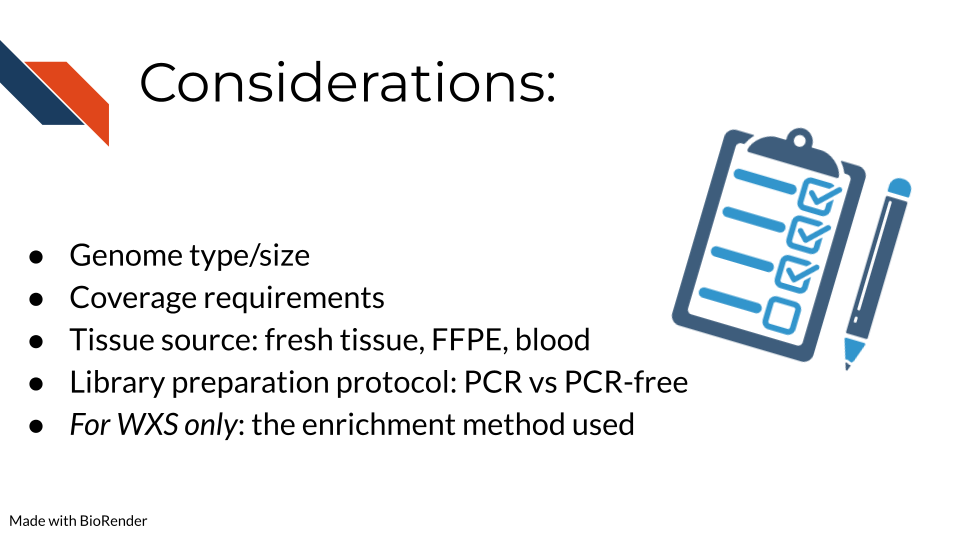 Considerations:
● Genome type/size
● Coverage requirements
● Tissue source: fresh tissue, FFPE, blood
● Library preparation protocol: PCR vs PCR-free
● For WXS only: the enrichment method used
Made with BioRender